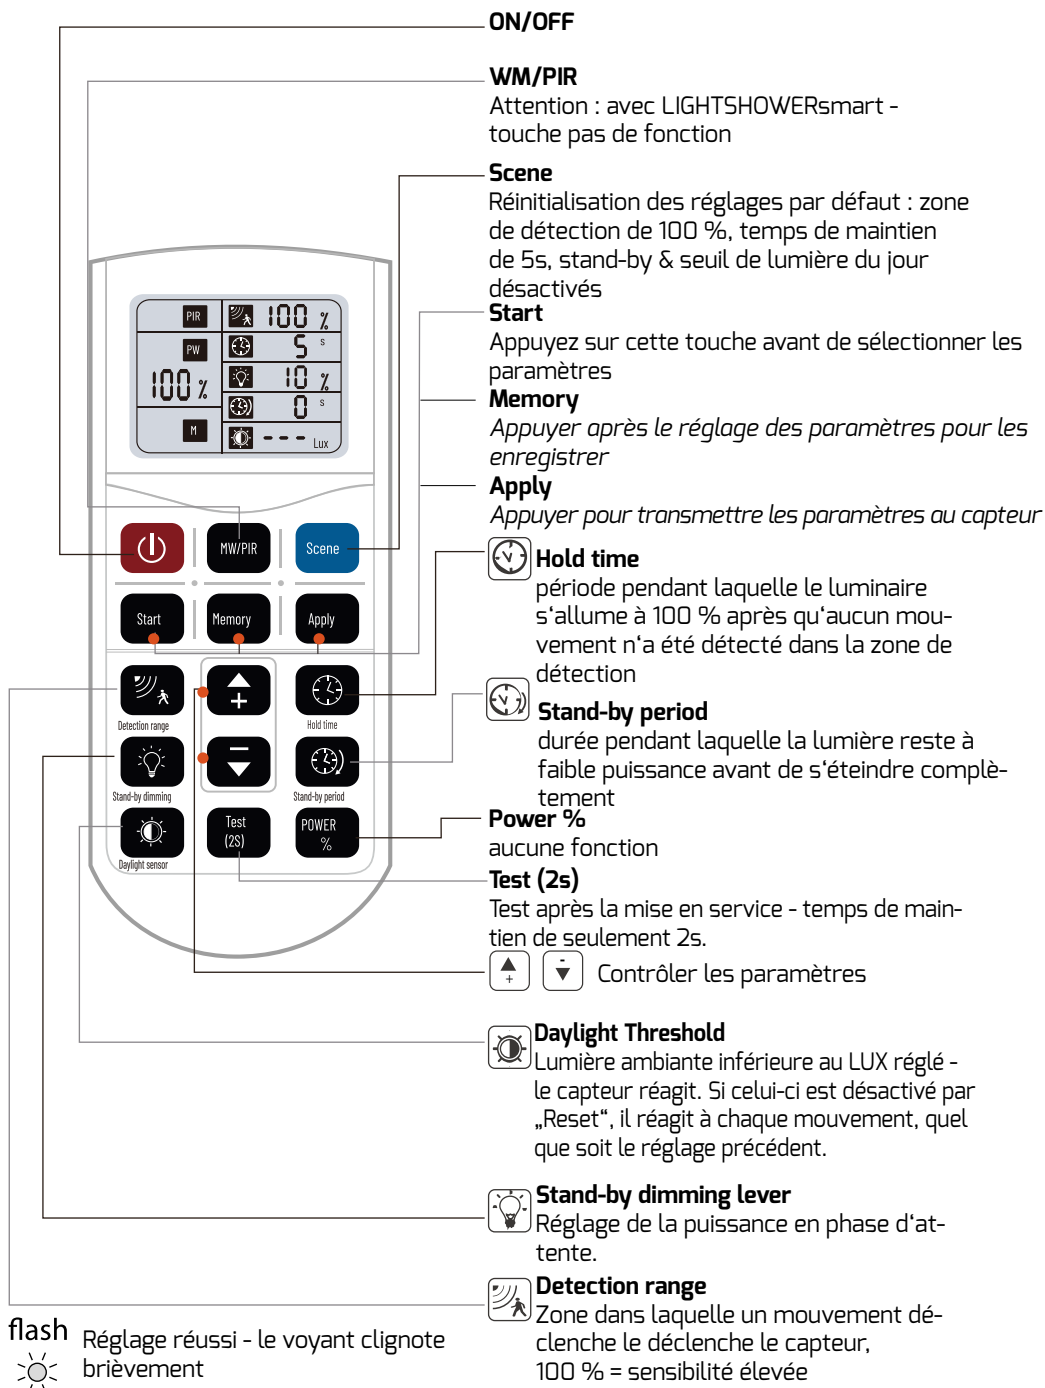 ON/OFF
WM/PIR
Attention : avec LIGHTSHOWERsmart -
touche pas de fonction
Scene
Réinitialisation des réglages par défaut : zone
de détection de 100 %, temps de maintien
de 5s, stand-by & seuil de lumière du jour
désactivés
Start
Appuyez sur cette touche avant de sélectionner les
paramètres
Memory
Appuyer après le réglage des paramètres pour les
enregistrer
Apply
Appuyer pour transmettre les paramètres au capteur
Hold time
période pendant laquelle le luminaire
s‘allume à 100 % après qu‘aucun mou-
vement n‘a été détecté dans la zone de
détection
Stand-by period
durée pendant laquelle la lumière reste à
faible puissance avant de s‘éteindre complè-
tement
Power %
aucune fonction
Test (2s)
Test après la mise en service - temps de main-
tien de seulement 2s.
+ - Contrôler les paramètres
Daylight Threshold
Lumière ambiante inférieure au LUX réglé -
le capteur réagit. Si celui-ci est désactivé par
„Reset“, il réagit à chaque mouvement, quel
que soit le réglage précédent.
Stand-by dimming lever
Réglage de la puissance en phase d‘at-
tente.
Detection range
Zone dans laquelle un mouvement dé-
clenche le déclenche le capteur,
100 % = sensibilité élevée
flash
Réglage réussi - le voyant clignote
brièvement
PIR
100 %
PW
5 s
100 %
10 %
0 s
M
--- Lux
MW/PIR
Scene
Start
Memory
Apply
+
Detection range
Hold time
Stand-by dimming
Stand-by period
Test
(2S)
POWER
%
Daylight sensor